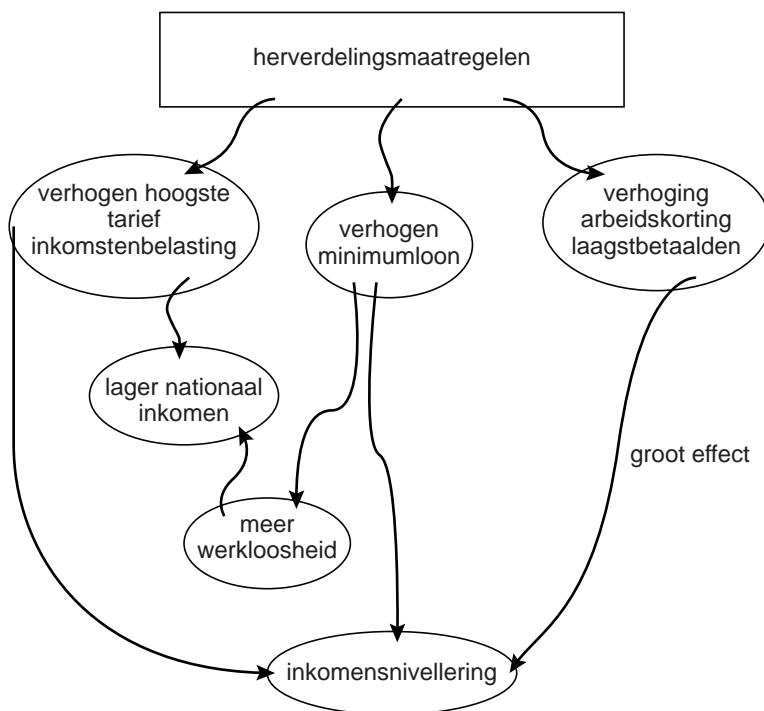 herverdelingsmaatregelen
verhogen hoogste
tarief
inkomstenbelasting
verhogen
minimumloon
verhoging
arbeidskorting
laagstbetaalden
lager nationaal
inkomen
groot effect
meer
werkloosheid
inkomensnivellering